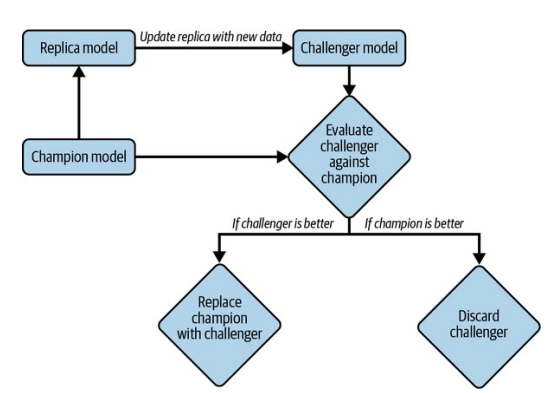 Replica model
Update replica with new data
Challenger model
Champion model
Evaluate
challenger
against
champion
If challenger is better
If champion is better
Replace
champion
with challenger
Discard
challenger